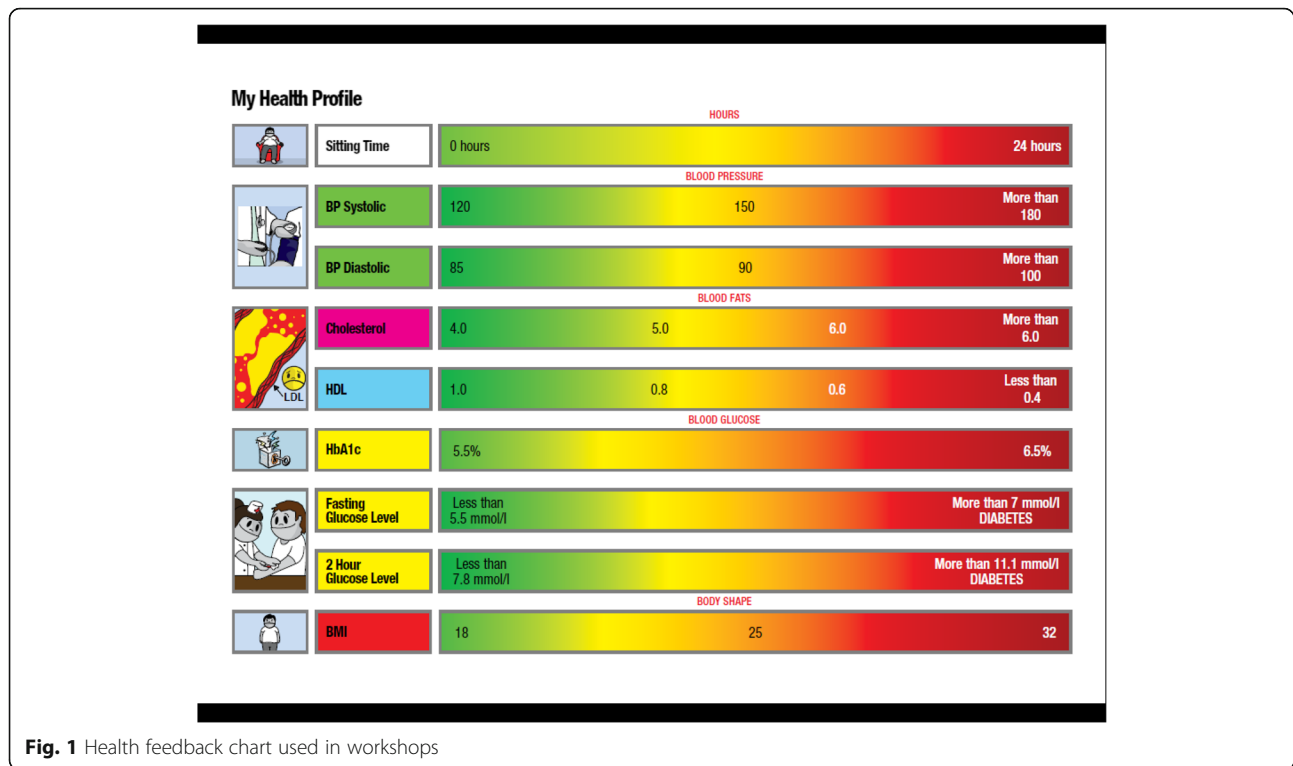 My Health Profile
HOURS
Sitting Time
0 hours
24 hours
BLOOD PRESSURE
BP Systolic
120
150
More than
180
BP Diastolic
85
90
More than
100
BLOOD FATS
Cholesterol
4.0
5.0
6.0
More than
6.0
LDL
HDL
1.0
0.8
0.6
Less than
0.4
BLOOD GLUCOSE
HbA1c
5.5%
6.5%
Fasting
Glucose Level
Less than
5.5 mmol/l
More than 7 mmol/l
DIABETES
2 Hour
Glucose Level
Less than
7.8 mmol/l
More than 11.1 mmol/l
DIABETES
BODY SHAPE
BMI
18
25
32
Fig. 1 Health feedback chart used in workshops